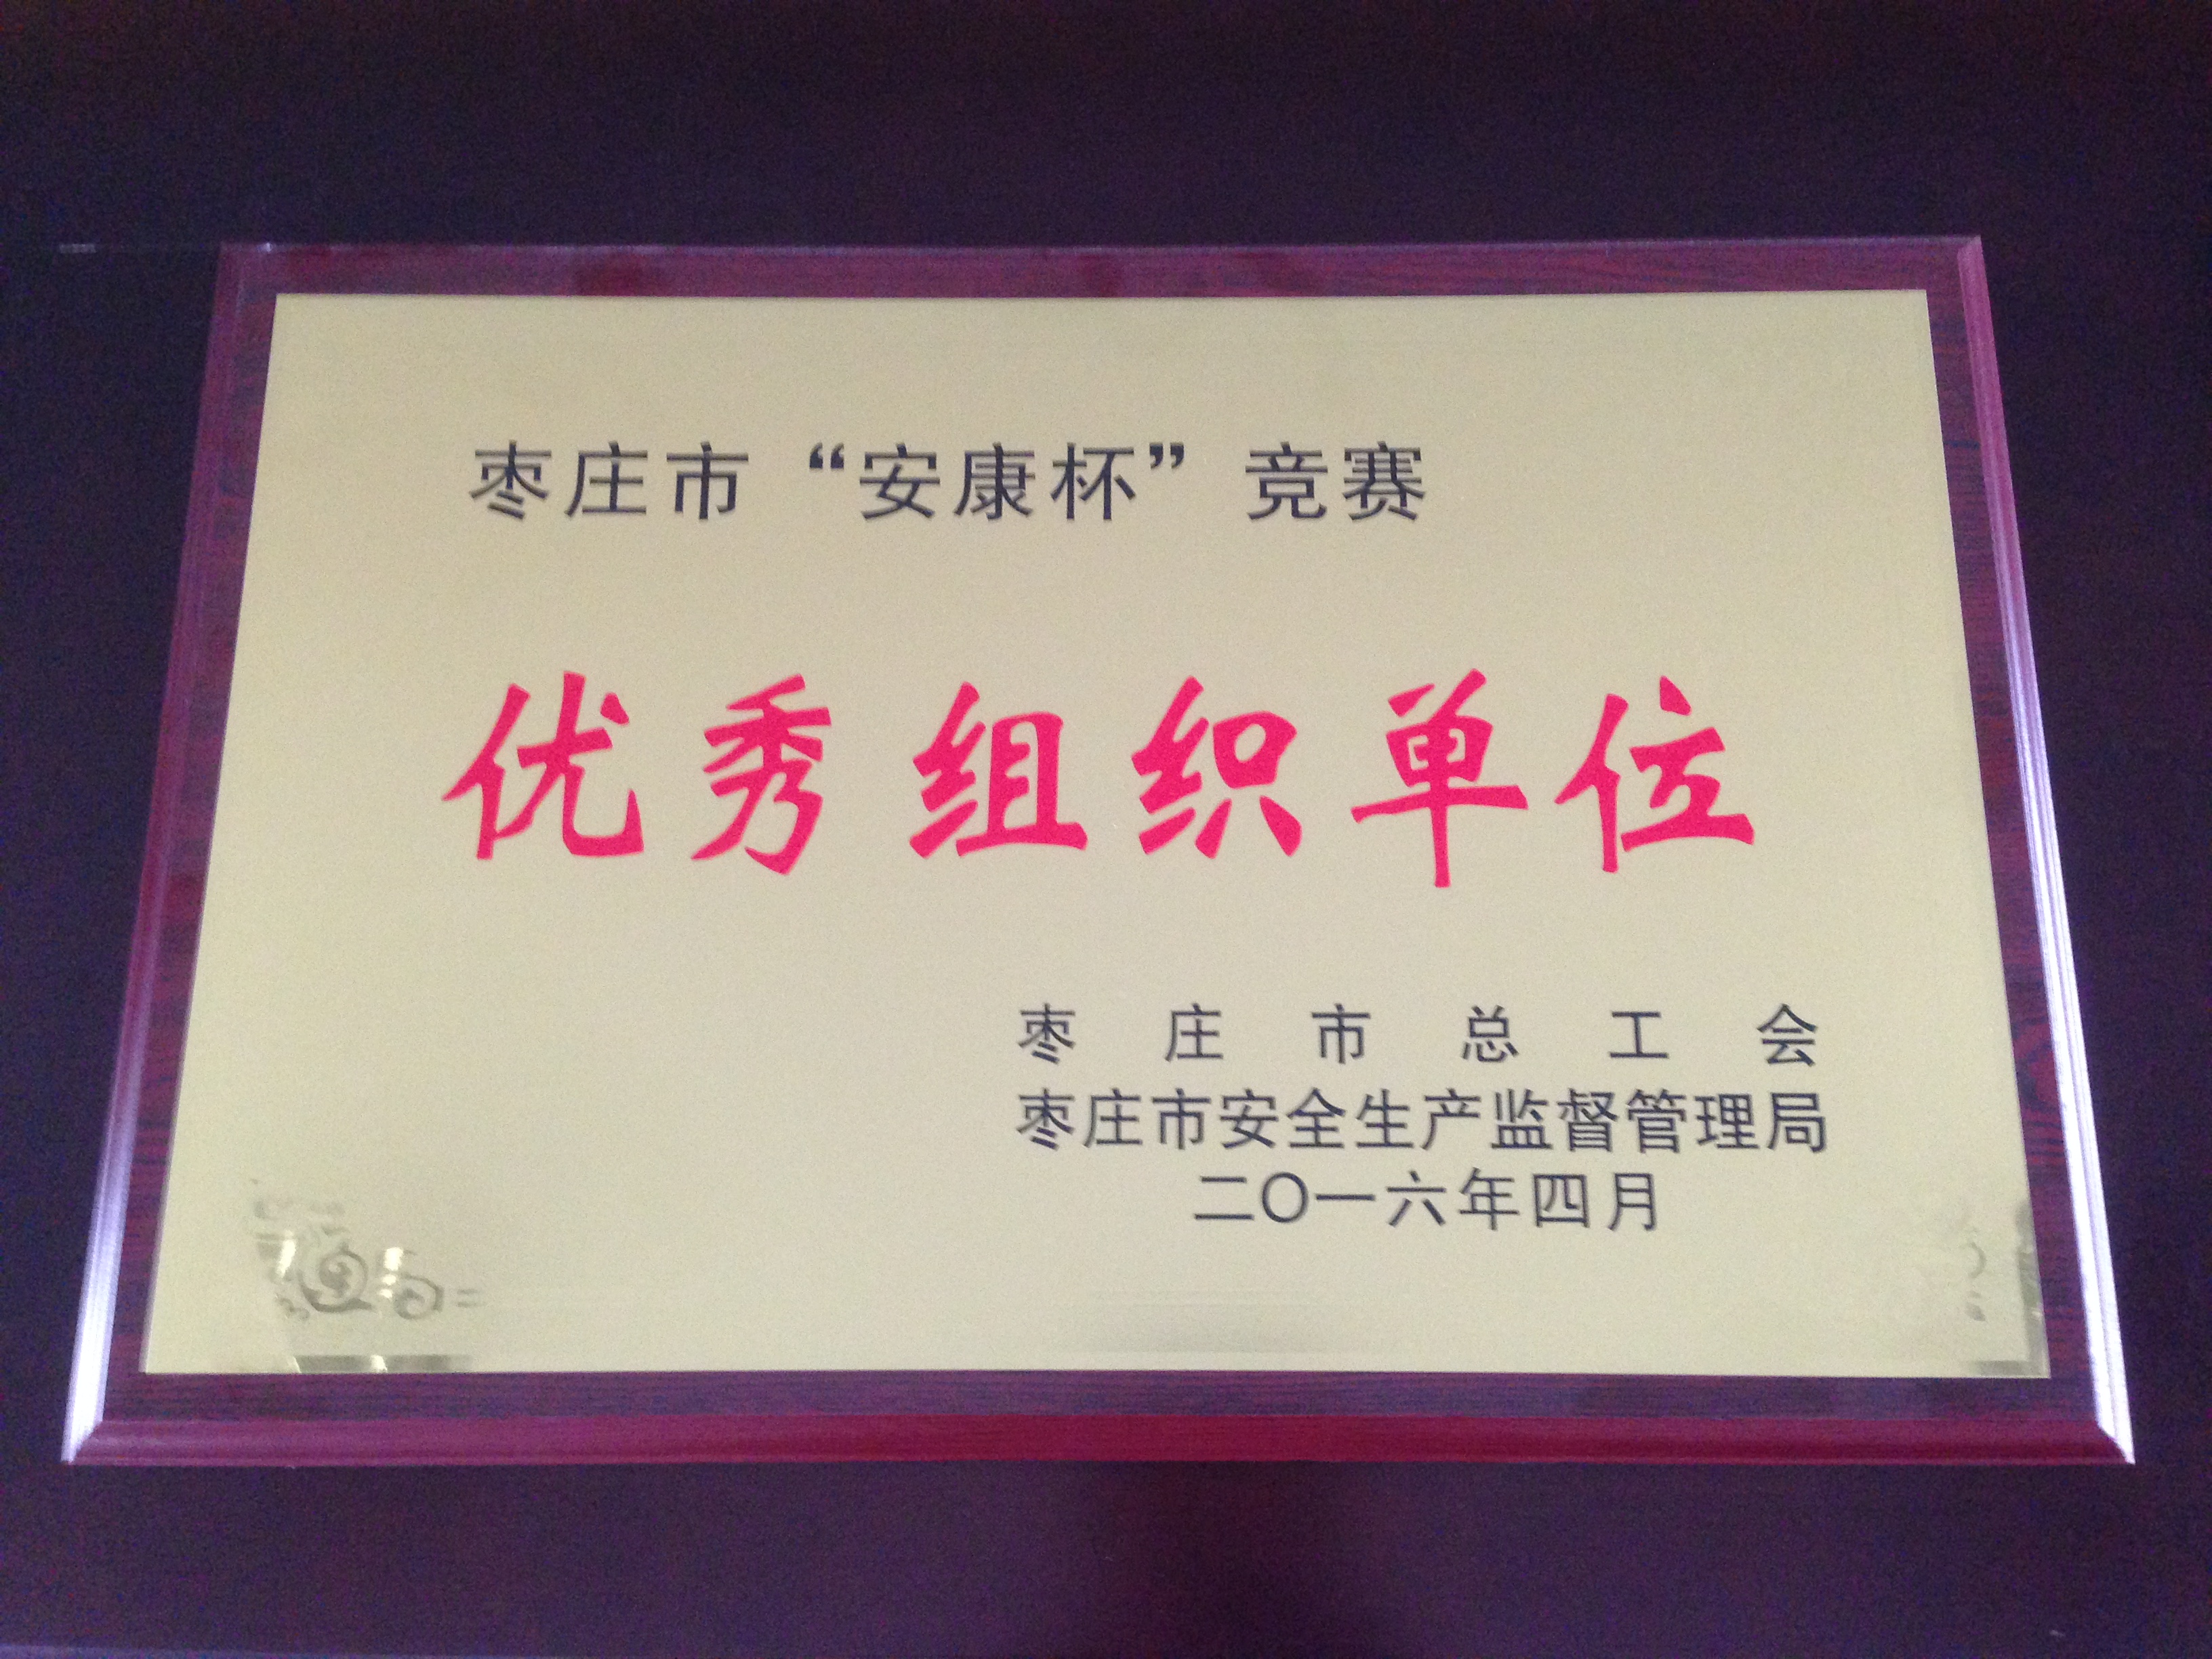 枣庄市“安康杯”竞赛
优秀组织单位
枣庄市总工会
枣庄市安全生产监督管理局
二〇一六年四月